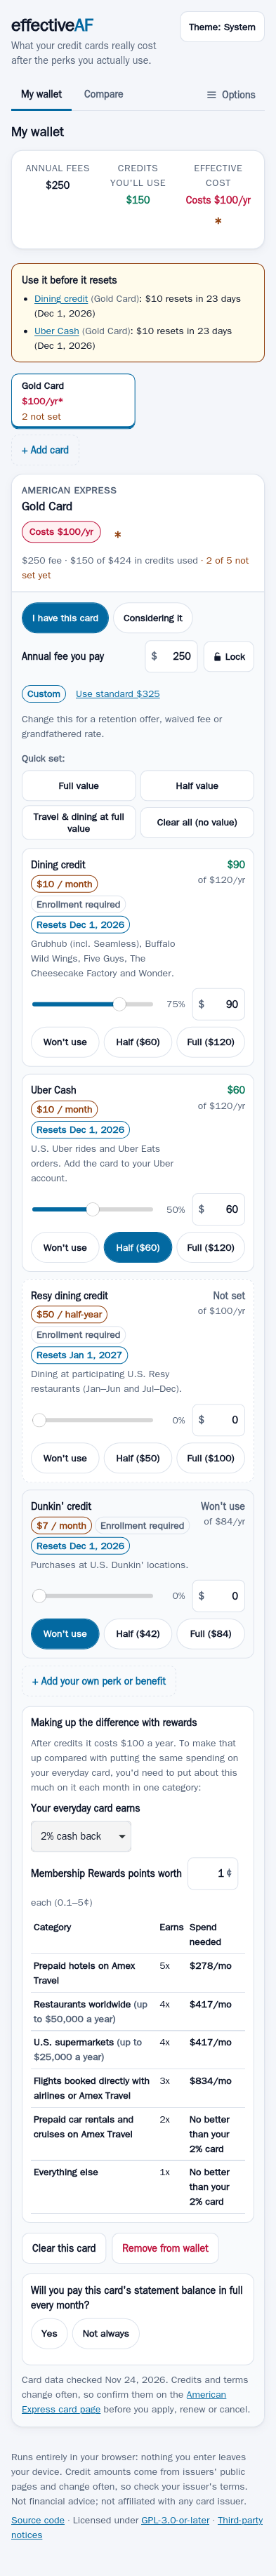 effectiveAF
What your credit cards really cost
after the perks you actually use.
Theme: System
My wallet
Compare
Options
My wallet
ANNUAL FEES
$250
CREDITS
YOU'LL USE
$150
EFFECTIVE
COST
Costs $100/yr
*
Use it before it resets
• Dining credit (Gold Card): $10 resets in 23 days
(Dec 1, 2026)
• Uber Cash (Gold Card): $10 resets in 23 days
(Dec 1, 2026)
Gold Card
$100/yr*
2 not set
+ Add card
AMERICAN EXPRESS
Gold Card
Costs $100/yr *
$250 fee · $150 of $424 in credits used · 2 of 5 not
set yet
I have this card
Considering it
Annual fee you pay
$ 250
Lock
Custom
Use standard $325
Change this for a retention offer, waived fee or
grandfathered rate.
Quick set:
Full value
Half value
Travel & dining at full
value
Clear all (no value)
Dining credit
$90
$10 / month
of $120/yr
Enrollment required
Resets Dec 1, 2026
Grubhub (incl. Seamless), Buffalo
Wild Wings, Five Guys, The
Cheesecake Factory and Wonder.
75%
$ 90
Won't use
Half ($60)
Full ($120)
Uber Cash
$60
$10 / month
of $120/yr
Resets Dec 1, 2026
U.S. Uber rides and Uber Eats
orders. Add the card to your Uber
account.
50%
$ 60
Won't use
Half ($60)
Full ($120)
Resy dining credit
Not set
$50 / half-year
of $100/yr
Enrollment required
Resets Jan 1, 2027
Dining at participating U.S. Resy
restaurants (Jan–Jun and Jul–Dec).
0%
$ 0
Won't use
Half ($50)
Full ($100)
Dunkin' credit
Won't use
$7 / month
Enrollment required
of $84/yr
Resets Dec 1, 2026
Purchases at U.S. Dunkin' locations.
0%
$ 0
Won't use
Half ($42)
Full ($84)
+ Add your own perk or benefit
Making up the difference with rewards
After credits it costs $100 a year. To make that
up compared with putting the same spending on
your everyday card, you'd need to put about this
much on it each month in one category:
Your everyday card earns
2% cash back
Membership Rewards points worth
1 ¢
each (0.1–5¢)
Category Earns Spend
needed
Prepaid hotels on Amex
Travel
5x $278/mo
Restaurants worldwide (up
to $50,000 a year)
4x $417/mo
U.S. supermarkets (up to
$25,000 a year)
4x $417/mo
Flights booked directly with
airlines or Amex Travel
3x $834/mo
Prepaid car rentals and
cruises on Amex Travel
2x No better
than your
2% card
Everything else
1x No better
than your
2% card
Clear this card
Remove from wallet
Will you pay this card's statement balance in full
every month?
Yes
Not always
Card data checked Nov 24, 2026. Credits and terms
change often, so confirm them on the American
Express card page before you apply, renew or cancel.
Runs entirely in your browser: nothing you enter leaves
your device. Credit amounts come from issuers' public
pages and change often, so check your issuer's terms.
Not financial advice; not affiliated with any card issuer.
Source code · Licensed under GPL-3.0-or-later · Third-party
notices